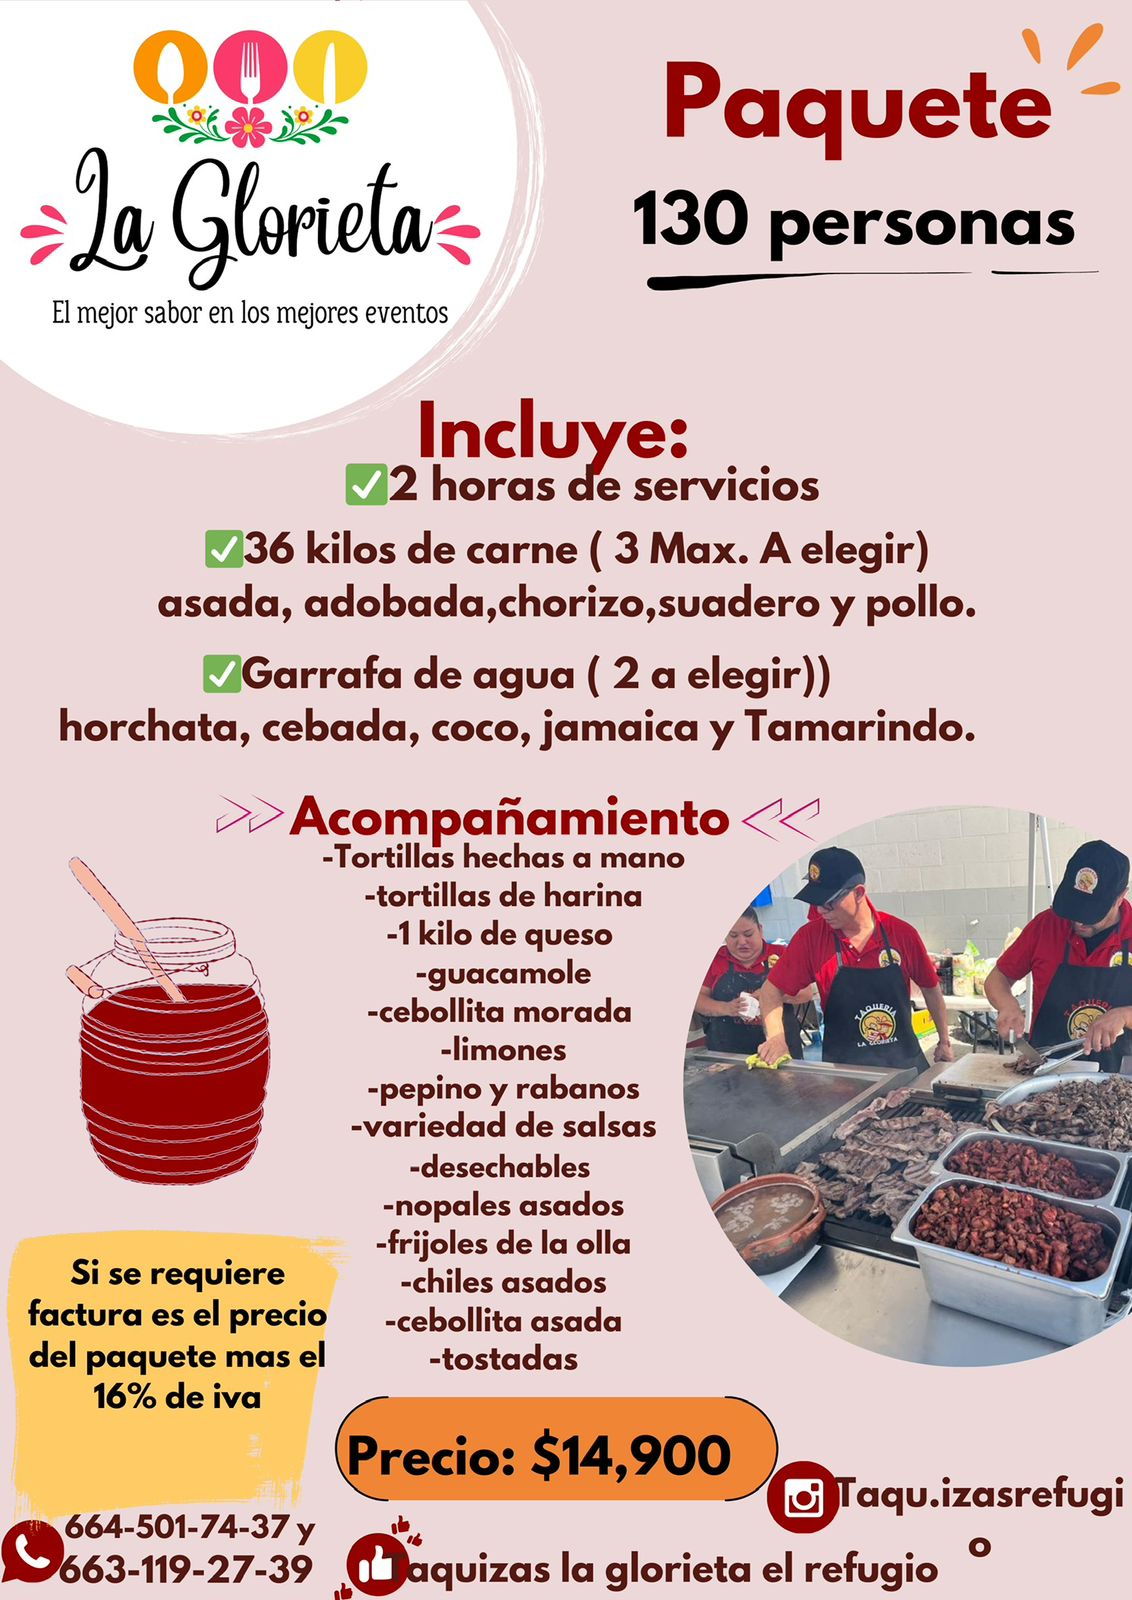 La Glorieta
El mejor sabor en los mejores eventos
Paquete
130 personas
Incluye:
✅2 horas de servicios
✅36 kilos de carne ( 3 Max. A elegir)
asada, adobada,chorizo,suadero y pollo.
✅Garrafa de agua ( 2 a elegir))
horchata, cebada, coco, jamaica y Tamarindo.
Acompañamiento
-Tortillas hechas a mano
-tortillas de harina
-1 kilo de queso
-guacamole
-cebollita morada
-limones
-pepino y rabanos
-variedad de salsas
-desechables
-nopales asados
-frijoles de la olla
-chiles asados
-cebollita asada
-tostadas
TAQUERIA
LA GLORIETA
TAQUERIA
Si se requiere
factura es el precio
del paquete mas el
16% de iva
Precio: $14,900
664-501-74-37 y
663-119-27-39
Taquizas la glorieta el refugio
Taqu.izasrefugi
o